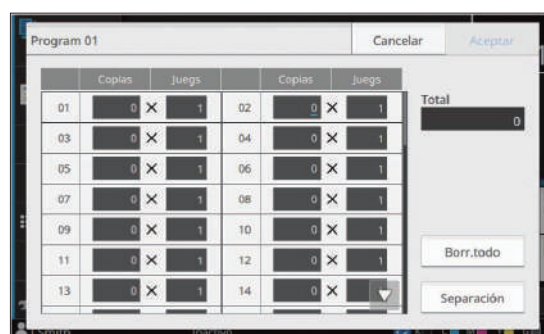 Program 01 Cancelar Aceptar
Copias Juegs Copias Juegs
Total
0
01 0 × 1 02 0 × 1
03 0 × 1 04 0 × 1
05 0 × 1 06 0 × 1
07 0 × 1 08 0 × 1
09 0 × 1 10 0 × 1
11 0 × 1 12 0 × 1
Borr.todo
13 0 × 1 14 0 ×
Separación
J.Smith Inactivo